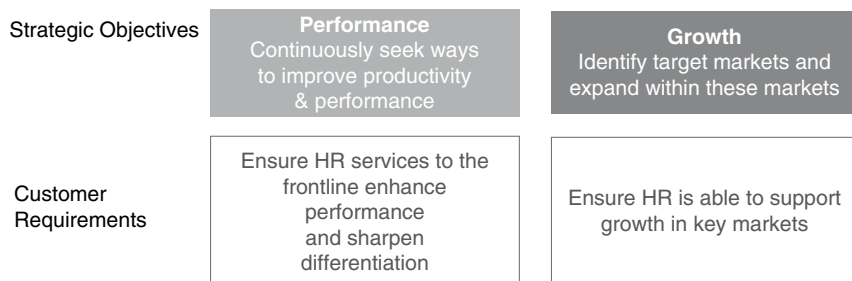 Strategic Objectives
Performance
Continuously seek ways
to improve productivity
& performance
Growth
Identify target markets and
expand within these markets
Customer
Requirements
Ensure HR services to the
frontline enhance
performance
and sharpen
differentiation
Ensure HR is able to support
growth in key markets